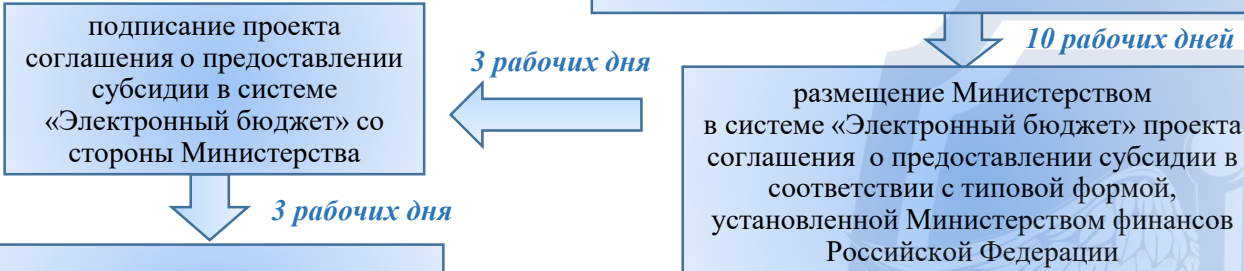 подписание проекта
соглашения о предоставлении
субсидии в системе
«Электронный бюджет» со
стороны Министерства
3 рабочих дня
3 рабочих дня
10 рабочих дней
размещение Министерством
в системе «Электронный бюджет» проекта
соглашения о предоставлении субсидии в
соответствии с типовой формой,
установленной Министерством финансов
Российской Федерации